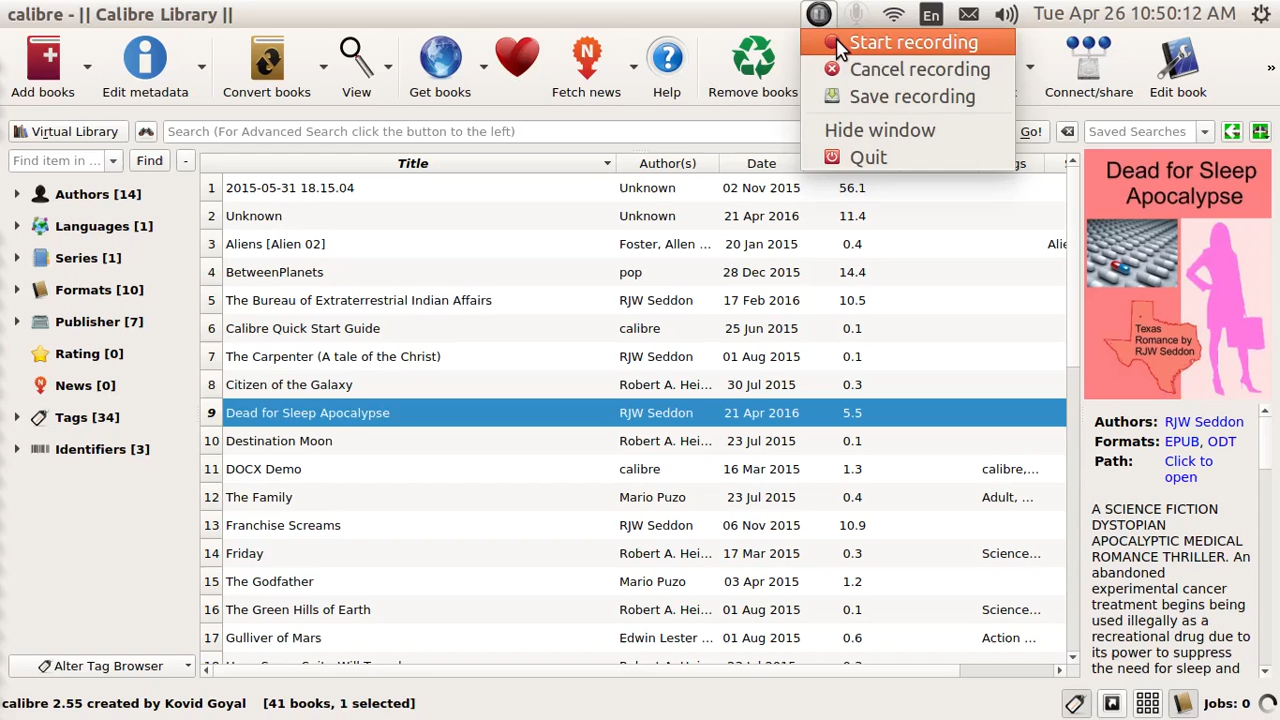 calibre - || Calibre Library ||
En
Tue Apr 26 10:50:12 AM
Start recording
Cancel recording
Save recording
Hide window
Quit
Add books
Edit metadata
Convert books
View
Get books
Fetch news
Help
Remove books
Connect/share
Edit book
»
Virtual Library
Search (For Advanced Search click the button to the left)
Go!
Saved Searches
Find item in ...
Find
-
Title Author(s) Date
1 2015-05-31 18.15.04 Unknown 02 Nov 2015 56.1
2 Unknown Unknown 21 Apr 2016 11.4
3 Aliens [Alien 02] Foster, Allen ... 20 Jan 2015 0.4
4 BetweenPlanets pop 28 Dec 2015 14.4
5 The Bureau of Extraterrestrial Indian Affairs RJW Seddon 17 Feb 2016 10.5
6 Calibre Quick Start Guide calibre 25 Jun 2015 0.1
7 The Carpenter (A tale of the Christ) RJW Seddon 01 Aug 2015 0.1
8 Citizen of the Galaxy Robert A. Hei... 30 Jul 2015 0.3
9 Dead for Sleep Apocalypse RJW Seddon 21 Apr 2016 5.5
10 Destination Moon Robert A. Hei... 23 Jul 2015 0.1
11 DOCX Demo calibre 16 Mar 2015 1.3 calibre,...
12 The Family Mario Puzo 23 Jul 2015 0.4 Adult, ...
13 Franchise Screams RJW Seddon 06 Nov 2015 10.9
14 Friday Robert A. Hei... 17 Mar 2015 0.3 Science...
15 The Godfather Mario Puzo 03 Apr 2015 1.2
16 The Green Hills of Earth Robert A. Hei... 01 Aug 2015 0.1 Science...
17 Gulliver of Mars Edwin Lester ... 01 Aug 2015 0.6 Action ...
Authors [14]
Languages [1]
Series [1]
Formats [10]
Publisher [7]
Rating [0]
News [0]
Tags [34]
Identifiers [3]
Alter Tag Browser
Dead for Sleep
Apocalypse
Texas
Romance by
RJW Seddon
Authors: RJW Seddon
Formats: EPUB, ODT
Path: Click to
open
A SCIENCE FICTION
DYSTOPIAN
APOCALYPTIC MEDICAL
ROMANCE THRILLER. An
abandoned
experimental cancer
treatment begins being
used illegally as a
recreational drug due to
its power to suppress
the need for sleep and
calibre 2.55 created by Kovid Goyal [41 books, 1 selected]
Jobs: 0